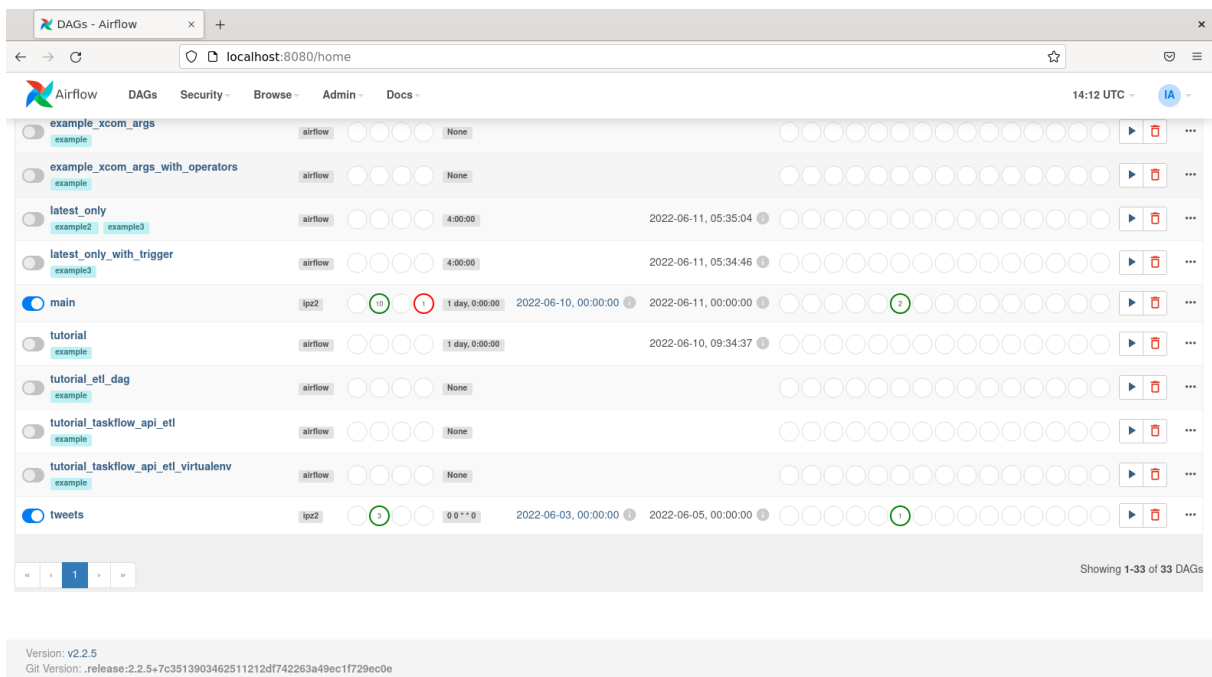 DAGs - Airflow × +
×
localhost:8080/home
Airflow DAGs Security Browse Admin Docs 14:12 UTC IA
example_xcom_args
example
airflow None
example_xcom_args_with_operators
example
airflow None
latest_only
example2 example3
airflow 4:00:00 2022-06-11, 05:35:04
latest_only_with_trigger
example3
airflow 4:00:00 2022-06-11, 05:34:46
main ipz2 10 1 1 day, 0:00:00 2022-06-10, 00:00:00 2022-06-11, 00:00:00 2
tutorial
example
airflow 1 day, 0:00:00 2022-06-10, 09:34:37
tutorial_etl_dag
example
airflow None
tutorial_taskflow_api_etl
example
airflow None
tutorial_taskflow_api_etl_virtualenv
example
airflow None
tweets ipz2 3 0 0 * * 0 2022-06-03, 00:00:00 2022-06-05, 00:00:00 1
« ‹ 1 › »
Showing 1-33 of 33 DAGs
Version: v2.2.5
Git Version: .release:2.2.5+7c3513903462511212df742263a49ec1f729ec0e